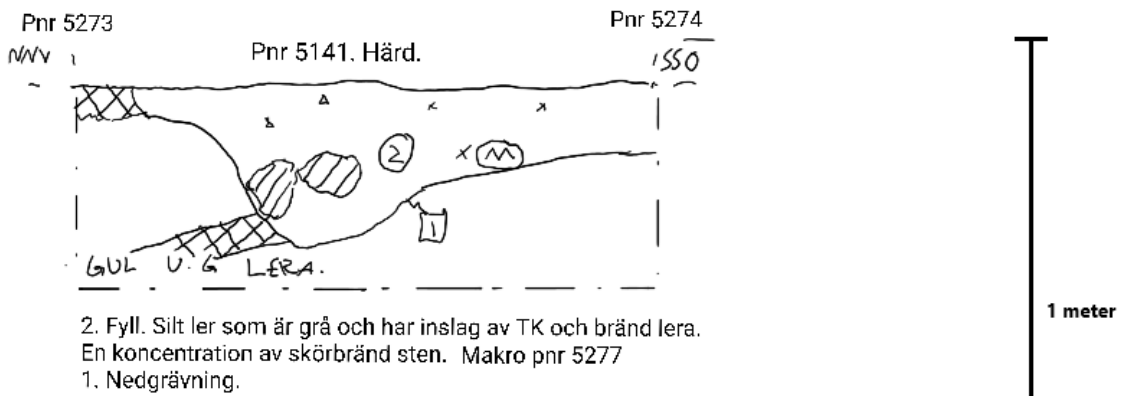 Pnr 5273
Pnr 5274
NNV
Pnr 5141. Härd.
SSO
2
M
1
GUL U.G LERA.
1 meter
2. Fyll. Silt ler som är grå och har inslag av TK och bränd lera.
En koncentration av skörbränd sten. Makro pnr 5277
1. Nedgrävning.